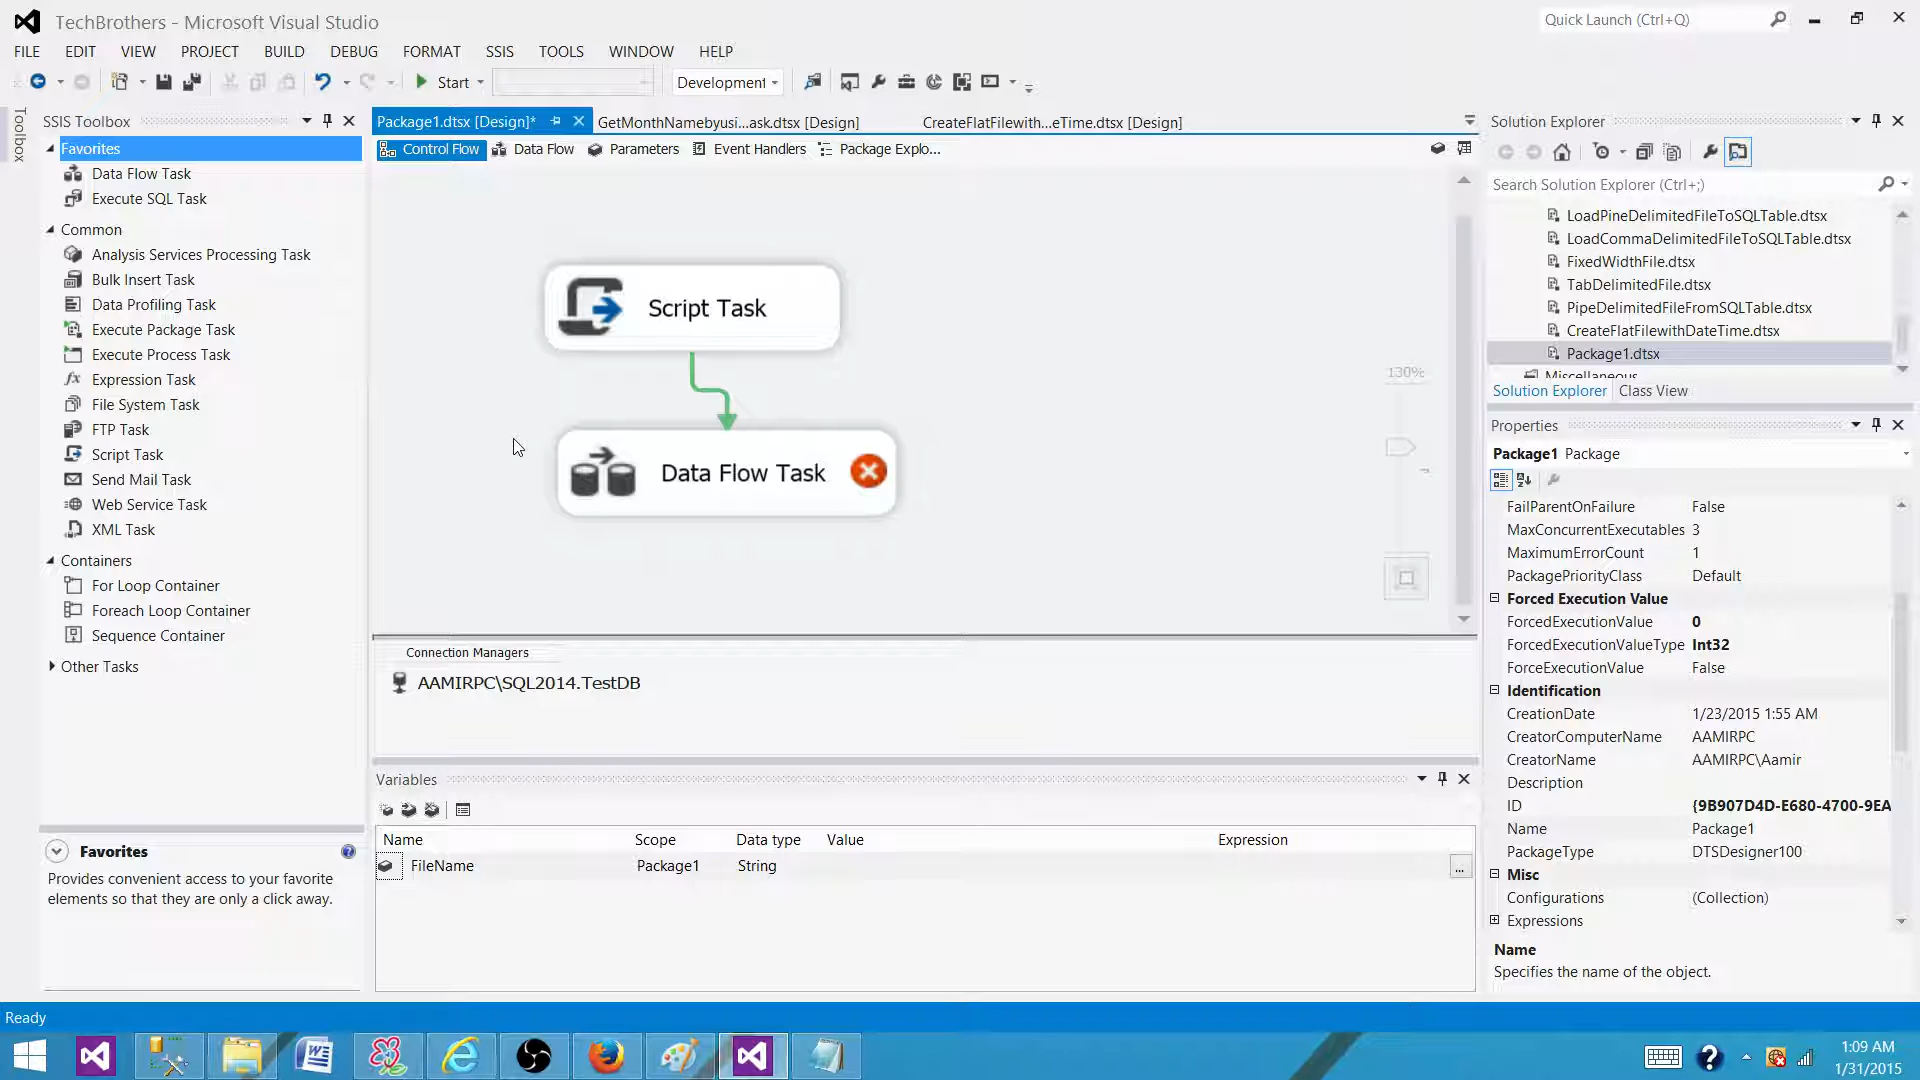 TechBrothers - Microsoft Visual Studio
Quick Launch (Ctrl+Q)
FILE EDIT VIEW PROJECT BUILD DEBUG FORMAT SSIS TOOLS WINDOW HELP
Start
Development
Toolbox
SSIS Toolbox
Favorites
Data Flow Task
Execute SQL Task
Common
Analysis Services Processing Task
Bulk Insert Task
Data Profiling Task
Execute Package Task
Execute Process Task
Expression Task
File System Task
FTP Task
Script Task
Send Mail Task
Web Service Task
XML Task
Containers
For Loop Container
Foreach Loop Container
Sequence Container
Other Tasks
Favorites
Provides convenient access to your favorite
elements so that they are only a click away.
Package1.dtsx [Design]* GetMonthNamebyusi...ask.dtsx [Design] CreateFlatFilewith...eTime.dtsx [Design]
Control Flow Data Flow Parameters Event Handlers Package Explo...
Script Task
Data Flow Task
130%
Connection Managers
AAMIRPC\SQL2014.TestDB
Variables
Name Scope Data type Value Expression
FileName Package1 String
...
Solution Explorer
Search Solution Explorer (Ctrl+;)
LoadPineDelimitedFileToSQLTable.dtsx
LoadCommaDelimitedFileToSQLTable.dtsx
FixedWidthFile.dtsx
TabDelimitedFile.dtsx
PipeDelimitedFileFromSQLTable.dtsx
CreateFlatFilewithDateTime.dtsx
Package1.dtsx
Miscellaneous
Solution Explorer Class View
Properties
Package1 Package
FailParentOnFailure False
MaxConcurrentExecutables 3
MaximumErrorCount 1
PackagePriorityClass Default
Forced Execution Value
ForcedExecutionValue 0
ForcedExecutionValueType Int32
ForceExecutionValue False
Identification
CreationDate 1/23/2015 1:55 AM
CreatorComputerName AAMIRPC
CreatorName AAMIRPC\Aamir
Description
ID {9B907D4D-E680-4700-9EA
Name Package1
PackageType DTSDesigner100
Misc
Configurations (Collection)
Expressions
Name
Specifies the name of the object.
Ready
1:09 AM
1/31/2015